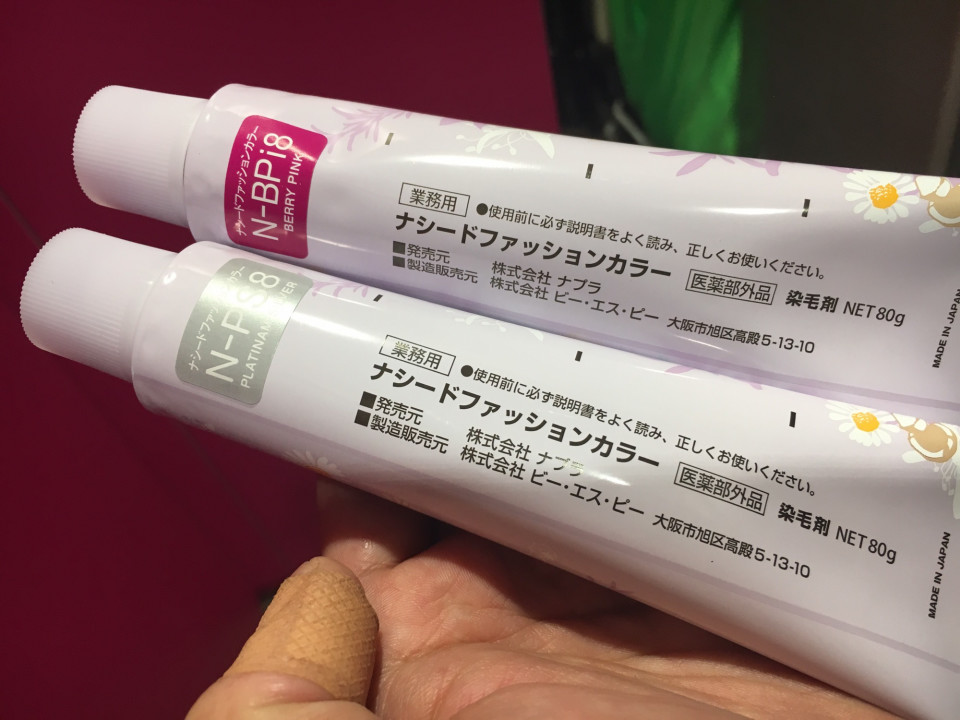 ナシードファッションカラー
N-BPi8
BERRY PINK
業務用 ●使用前に必ず説明書をよく読み、正しくお使いください。
ナシードファッションカラー 医薬部外品 染毛剤 NET 80g
■発売元 株式会社 ナプラ
■製造販売元 株式会社 ビー・エス・ピー 大阪市旭区高殿5-13-10
MADE IN JAPAN
N-PS8
業務用 ●使用前に必ず説明書をよく読み、正しくお使いください。
ナシードファッションカラー 医薬部外品 染毛剤 NET 80g
■発売元 株式会社 ナプラ
■製造販売元 株式会社 ビー・エス・ピー 大阪市旭区高殿5-13-10
MADE IN JAPAN